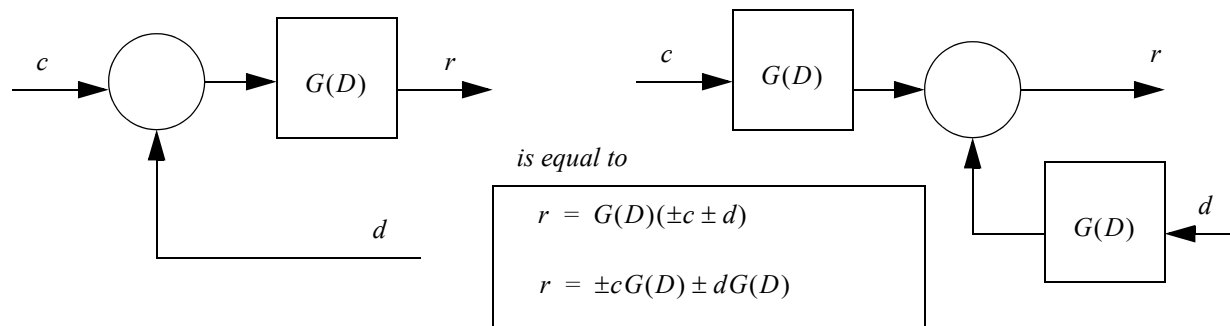 c
G(D)
r
d
is equal to
r = G(D)(±c ± d)
r = ±cG(D) ± dG(D)
c
G(D)
r
G(D)
d